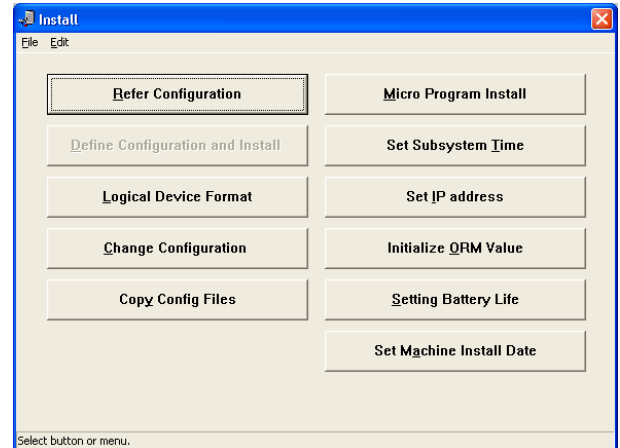 Install
File Edit
Refer Configuration
Define Configuration and Install
Logical Device Format
Change Configuration
Copy Config Files
Micro Program Install
Set Subsystem Time
Set IP address
Initialize ORM Value
Setting Battery Life
Set Machine Install Date
Select button or menu.